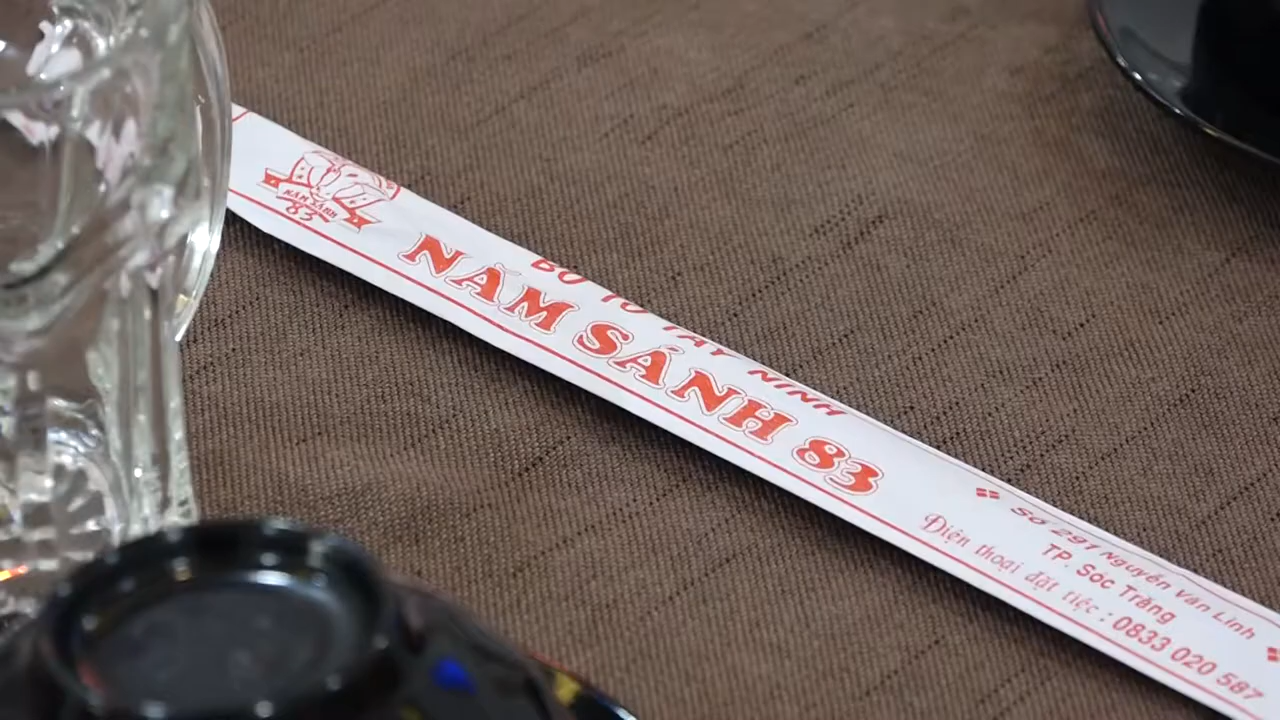 NĂM SÁNH
83
BÒ TƠ TÂY NINH
NĂM SÁNH 83
Số 291 Nguyễn Văn Linh
TP. Sóc Trăng
Điện thoại đặt tiệc : 0833 020 587